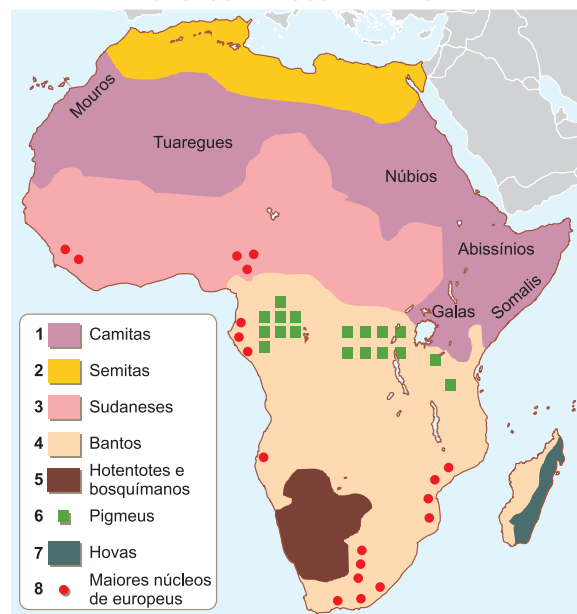 Mouros
Tuaregues
Núbios
Abissínios
Somalis
Galas
1 Camitas
2 Semitas
3 Sudaneses
4 Bantos
5 Hotentotes e
bosquímanos
6 Pigmeus
7 Hovas
8 Maiores núcleos
de europeus